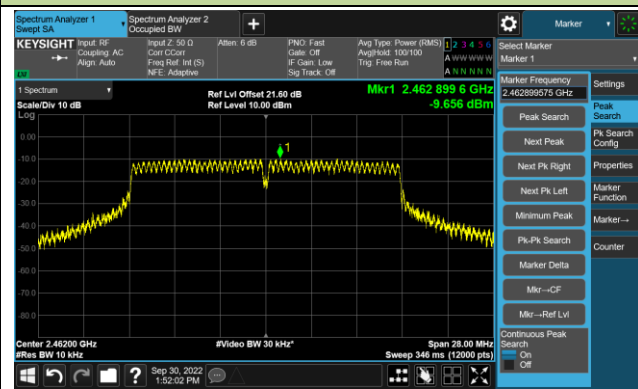 Spectrum Analyzer 1
Swept SA
Spectrum Analyzer 2
Occupied BW
Marker
KEYSIGHT
Input: RF
Coupling: AC
Align: Auto
Input Z: 50 Ω
Corr CCorr
Freq Ref: Int (S)
NFE: Adaptive
Atten: 6 dB
PNO: Fast
Gate: Off
IF Gain: Low
Sig Track: Off
Avg Type: Power (RMS)
Avg|Hold: 100/100
Trig: Free Run
1 2 3 4 5 6
A W W W W W
A N N N N N
Select Marker
Marker 1
1 Spectrum
Scale/Div 10 dB
Log
Ref Lvl Offset 21.60 dB
Ref Level 10.00 dBm
Mkr1 2.462 899 6 GHz
-9.656 dBm
0.00
-10.0
-20.0
-30.0
-40.0
-50.0
-60.0
-70.0
-80.0
1
Center 2.46200 GHz
#Res BW 10 kHz
#Video BW 30 kHz*
Span 28.00 MHz
Sweep 346 ms (12000 pts)
Marker Frequency
2.462899575 GHz
Peak Search
Next Peak
Next Pk Right
Next Pk Left
Minimum Peak
Pk-Pk Search
Marker Delta
Mkr→CF
Mkr→Ref Lvl
Continuous Peak
Search
On
Off
Settings
Peak
Search
Pk Search
Config
Properties
Marker
Function
Marker→
Counter
Sep 30, 2022
1:52:02 PM